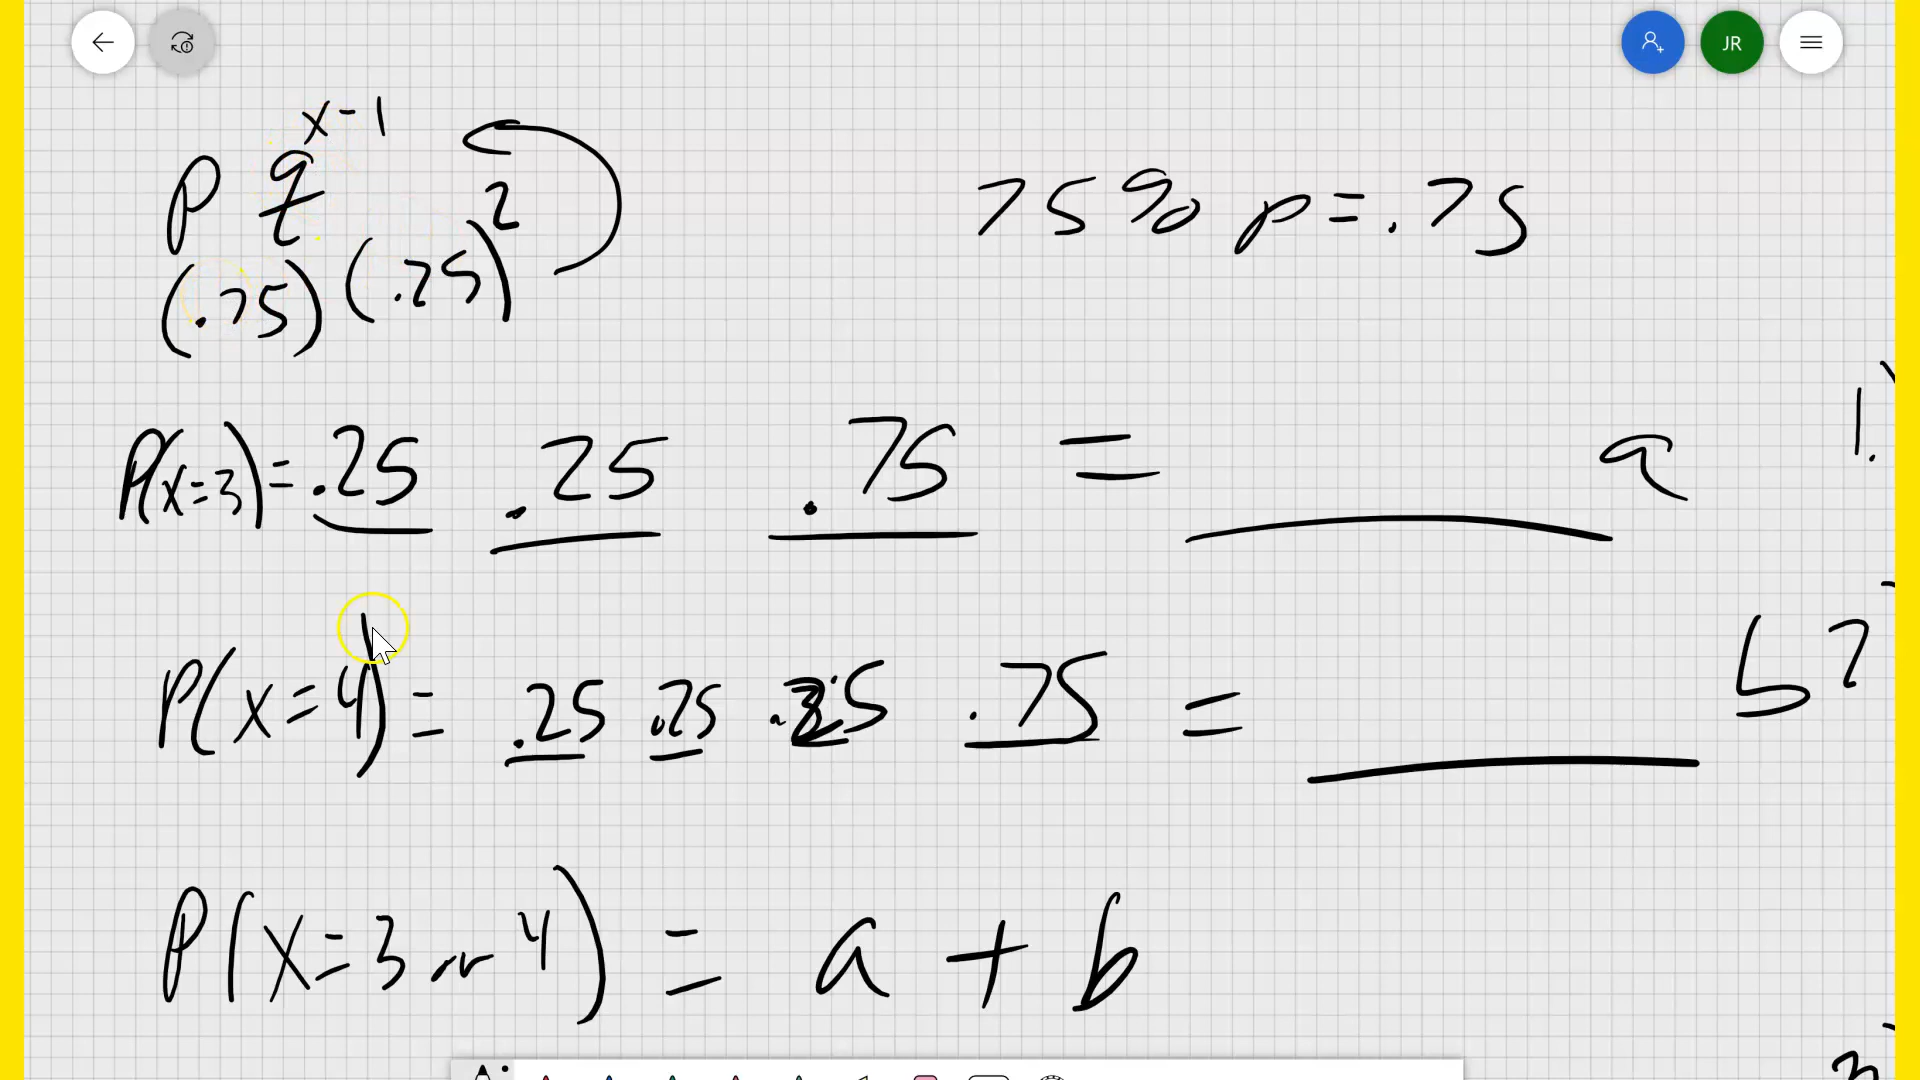 JR
x-1
p q 2
75% p=.75
(.75)(.25)
P(x=3)=.25 .25 .75 = a 1.
P(x=4)= .25 .25 .25 .75 = b?
P(X=3 or 4) = a + b